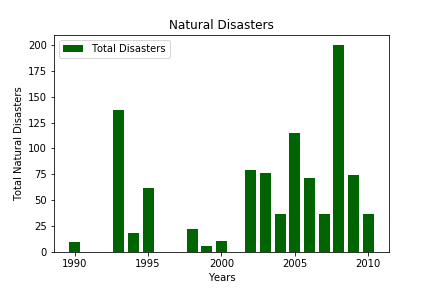 Natural Disasters
Total Disasters
200
175
150
125
100
75
50
25
0
Total Natural Disasters
1990 1995 2000 2005 2010
Years